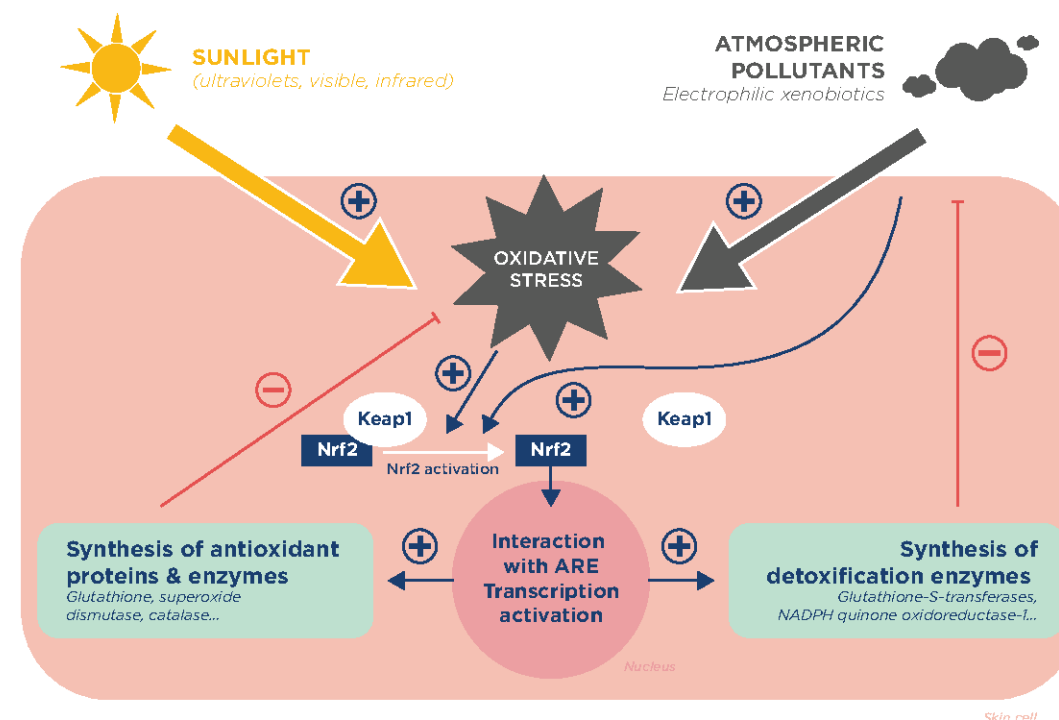 SUNLIGHT
(ultraviolets, visible, infrared)
ATMOSPHERIC
POLLUTANTS
Electrophilic xenobiotics
+
+
OXIDATIVE
STRESS
+
−
+
−
Keap1
Keap1
Nrf2
Nrf2
Nrf2 activation
Synthesis of antioxidant
proteins & enzymes
Glutathione, superoxide
dismutase, catalase...
+
Interaction
with ARE
Transcription
activation
+
Synthesis of
detoxification enzymes
Glutathione-S-transferases,
NADPH quinone oxidoreductase-1...
Nucleus
Skin cell